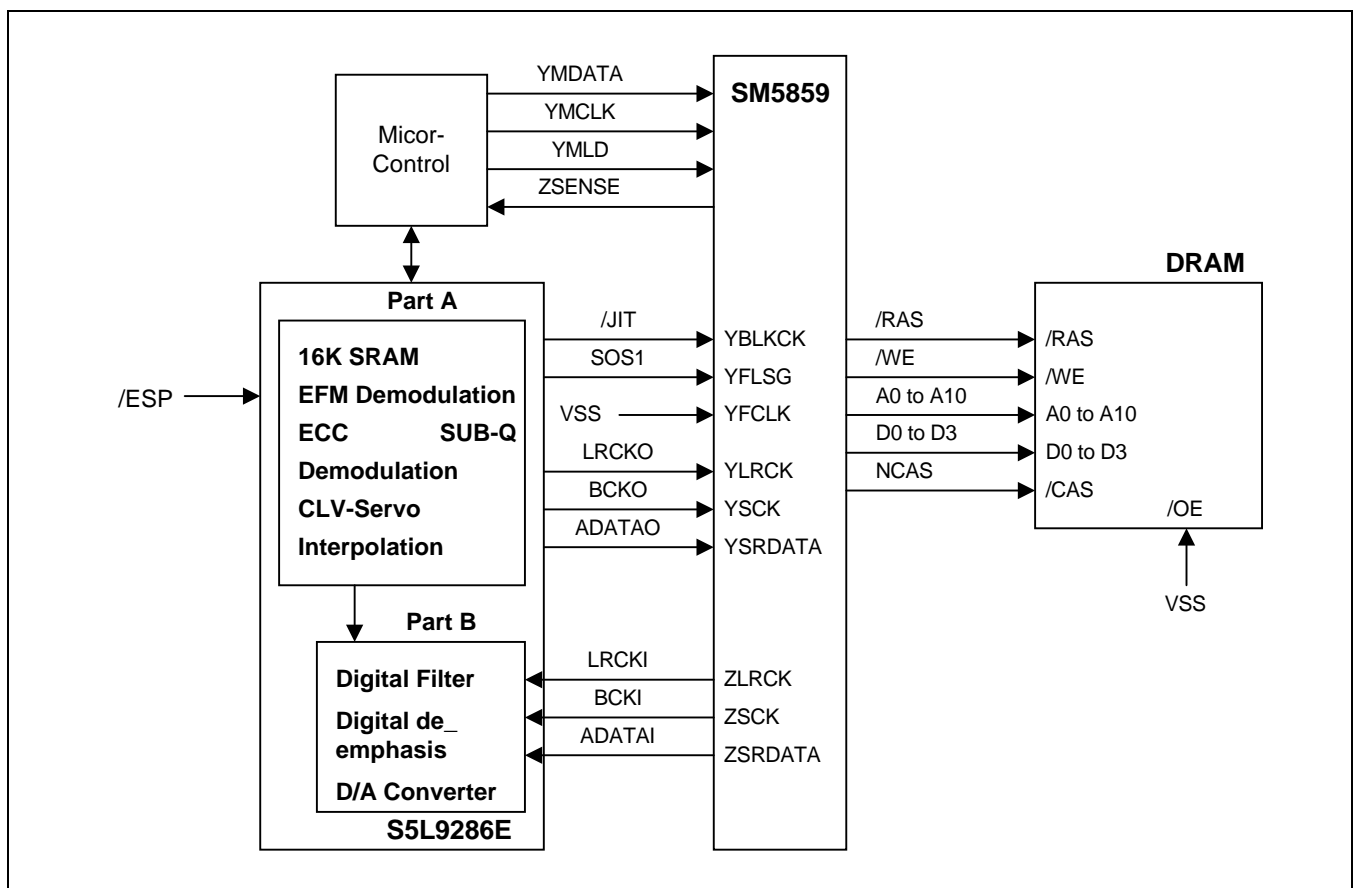 YMDATA
YMCLK
YMLD
ZSENSE
Micor-
Control
SM5859
DRAM
/ESP
Part A
16K SRAM
EFM Demodulation
ECC SUB-Q
Demodulation
CLV-Servo
Interpolation
/JIT
SOS1
VSS
LRCKO
BCKO
ADATAO
YBLKCK
YFLSG
YFCLK
YLRCK
YSCK
YSRDATA
/RAS
/WE
A0 to A10
D0 to D3
NCAS
/RAS
/WE
A0 to A10
D0 to D3
/CAS
/OE
VSS
Part B
Digital Filter
Digital de_
emphasis
D/A Converter
S5L9286E
LRCKI
BCKI
ADATAI
ZLRCK
ZSCK
ZSRDATA